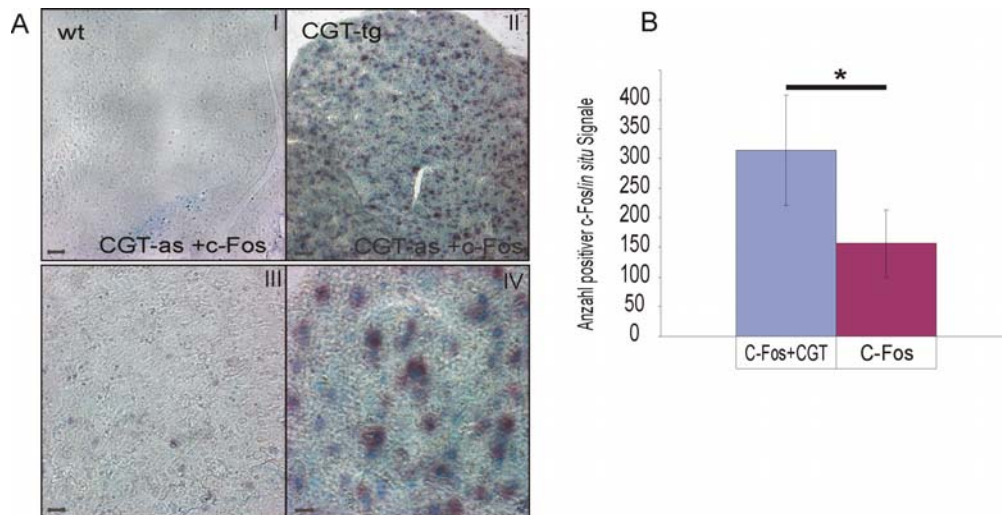 A
wt
I
CGT-as +c-Fos
CGT-tg
II
CGT-as +c-Fos
III
IV
B
*
Anzahl positiver c-Fos/in situ Signale
400
350
300
250
200
150
100
50
0
C-Fos+CGT
C-Fos